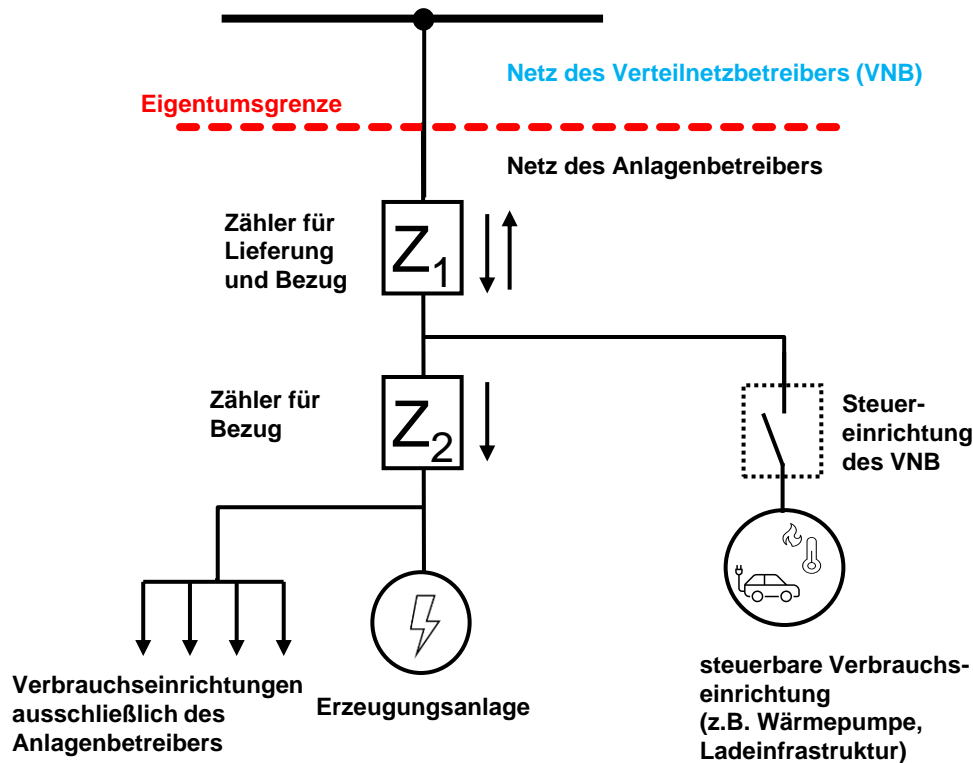 Netz des Verteilnetzbetreibers (VNB)
Eigentumsgrenze
Netz des Anlagenbetreibers
Zähler für
Lieferung
und Bezug
Z1
Zähler für
Bezug
Z2
Steuer-
einrichtung
des VNB
Verbrauchseinrichtungen
ausschließlich des
Anlagenbetreibers
Erzeugungsanlage
steuerbare Verbrauchs-
einrichtung
(z.B. Wärmepumpe,
Ladeinfrastruktur)